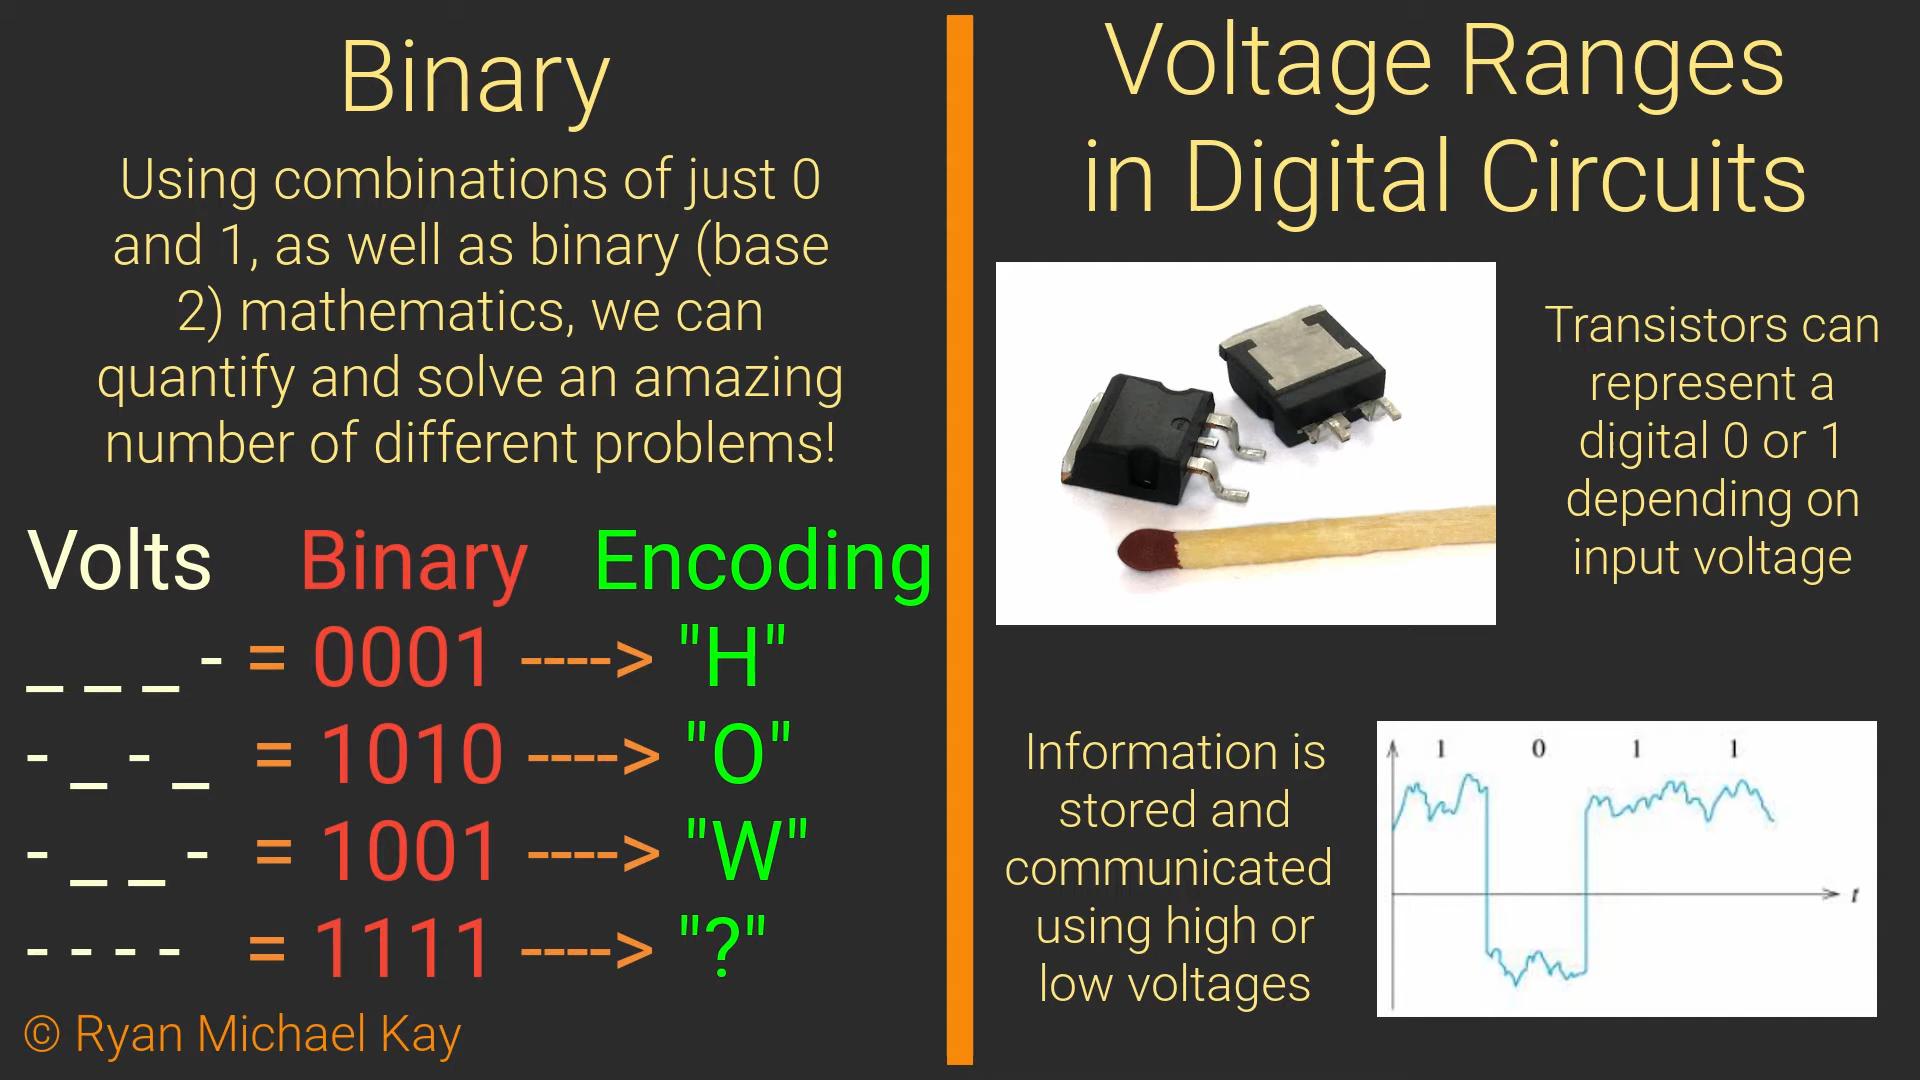 Binary
Using combinations of just 0
and 1, as well as binary (base
2) mathematics, we can
quantify and solve an amazing
number of different problems!
Volts Binary Encoding
_ _ _ - = 0001 ----> "H"
- _ - _ = 1010 ----> "O"
- _ _ - = 1001 ----> "W"
- - - - = 1111 ----> "?"
© Ryan Michael Kay
Voltage Ranges
in Digital Circuits
Transistors can
represent a
digital 0 or 1
depending on
input voltage
Information is
stored and
communicated
using high or
low voltages
1 0 1 1
t